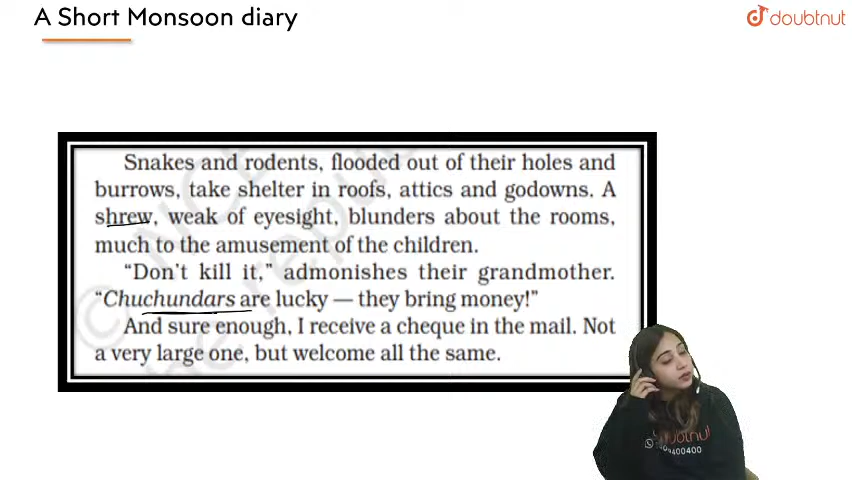 A Short Monsoon diary
doubtnut
Snakes and rodents, flooded out of their holes and
burrows, take shelter in roofs, attics and godowns. A
shrew, weak of eyesight, blunders about the rooms,
much to the amusement of the children.
“Don’t kill it,” admonishes their grandmother.
“Chuchundars are lucky — they bring money!”
And sure enough, I receive a cheque in the mail. Not
a very large one, but welcome all the same.